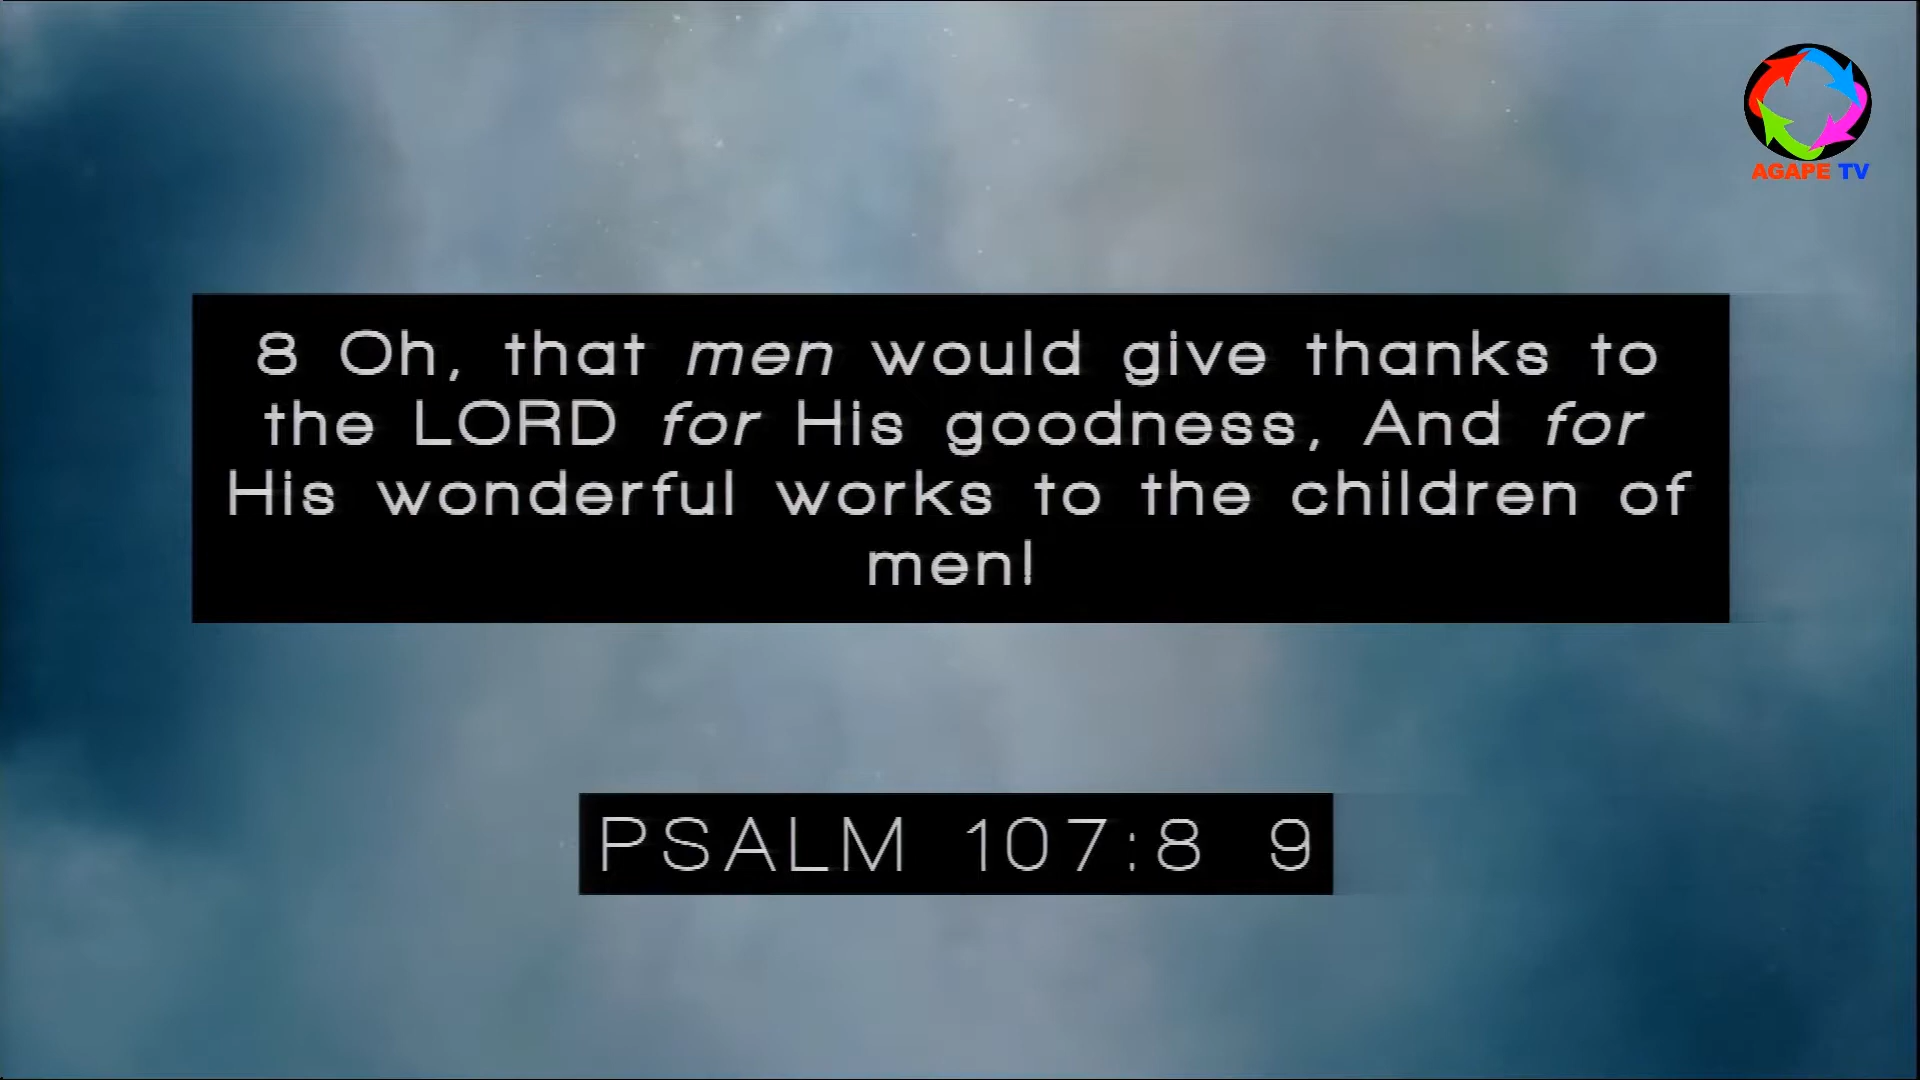 AGAPE TV
8 Oh, that men would give thanks to
the LORD for His goodness, And for
His wonderful works to the children of
men!
PSALM 107:8 9